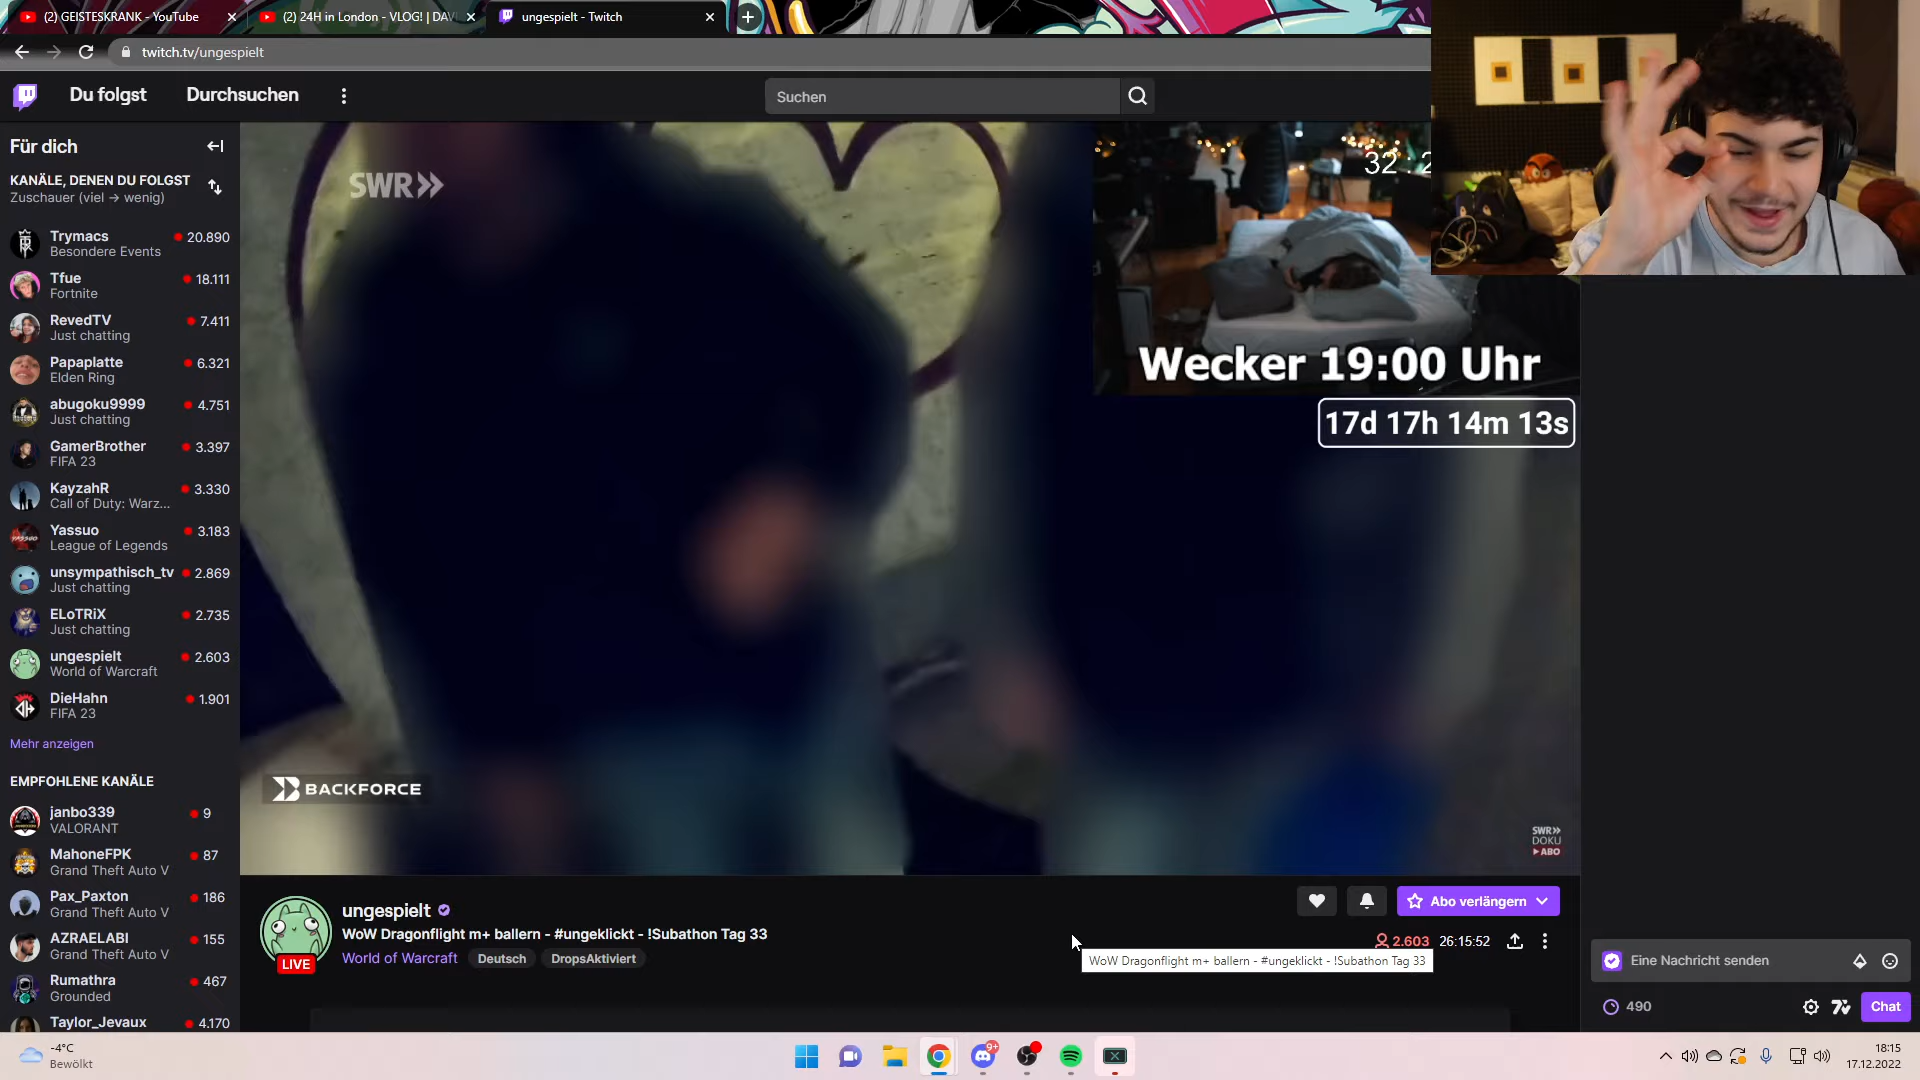 (2) GEISTESKRANK - YouTube
(2) 24H in London - VLOG! | DAV
ungespielt - Twitch
twitch.tv/ungespielt
Du folgst
Durchsuchen
Suchen
Für dich
KANÄLE, DENEN DU FOLGST
Zuschauer (viel → wenig)
Trymacs
20.890
Besondere Events
Tfue
18.111
Fortnite
RevedTV
7.411
Just chatting
Papaplatte
6.321
Elden Ring
abugoku9999
4.751
Just chatting
GamerBrother
3.397
FIFA 23
KayzahR
3.330
Call of Duty: Warz...
Yassuo
3.183
League of Legends
unsympathisch_tv
2.869
Just chatting
ELoTRiX
2.735
Just chatting
ungespielt
2.603
World of Warcraft
DieHahn
1.901
FIFA 23
Mehr anzeigen
EMPFOHLENE KANÄLE
janbo339
9
VALORANT
MahoneFPK
87
Grand Theft Auto V
Pax_Paxton
186
Grand Theft Auto V
AZRAELABI
155
Grand Theft Auto V
Rumathra
467
Grounded
Taylor_Jevaux
4.170
SWR
32:2
Wecker 19:00 Uhr
17d 17h 14m 13s
BACKFORCE
SWR
DOKU
ABO
ungespielt
WoW Dragonflight m+ ballern - #ungeklickt - !Subathon Tag 33
World of Warcraft
Deutsch
DropsAktiviert
LIVE
Abo verlängern
2.603
26:15:52
WoW Dragonflight m+ ballern - #ungeklickt - !Subathon Tag 33
Eine Nachricht senden
490
Chat
-4°C
Bewölkt
9+
18:15
17.12.2022